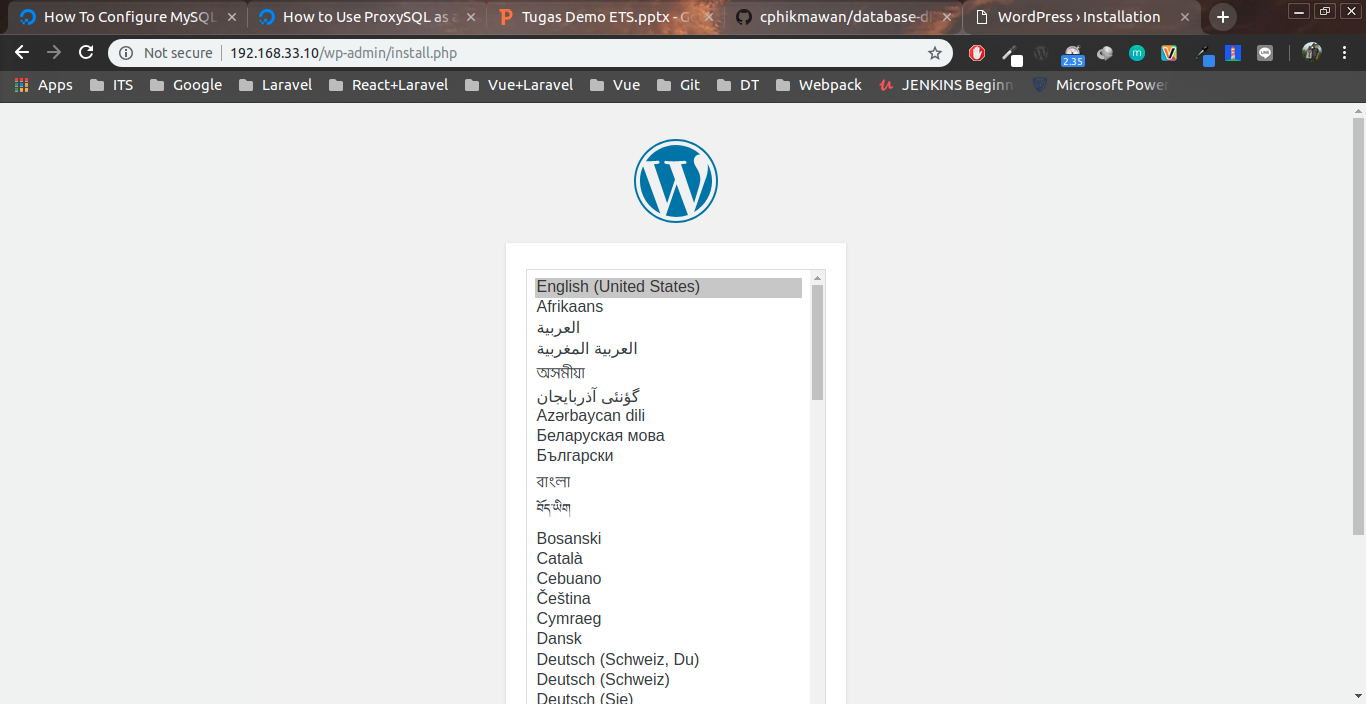 How To Configure MySQL
How to Use ProxySQL as a
Tugas Demo ETS.pptx - G
cphikmawan/database-di
WordPress › Installation
Not secure
192.168.33.10/wp-admin/install.php
2.35
Apps
ITS
Google
Laravel
React+Laravel
Vue+Laravel
Vue
Git
DT
Webpack
JENKINS Beginn
Microsoft Power
English (United States)
Afrikaans
العربية
العربية المغربية
অসমীয়া
گؤنئی آذربایجان
Azərbaycan dili
Беларуская мова
Български
বাংলা
བོད་ཡིག
Bosanski
Català
Cebuano
Čeština
Cymraeg
Dansk
Deutsch (Schweiz, Du)
Deutsch (Schweiz)
Deutsch (Sie)